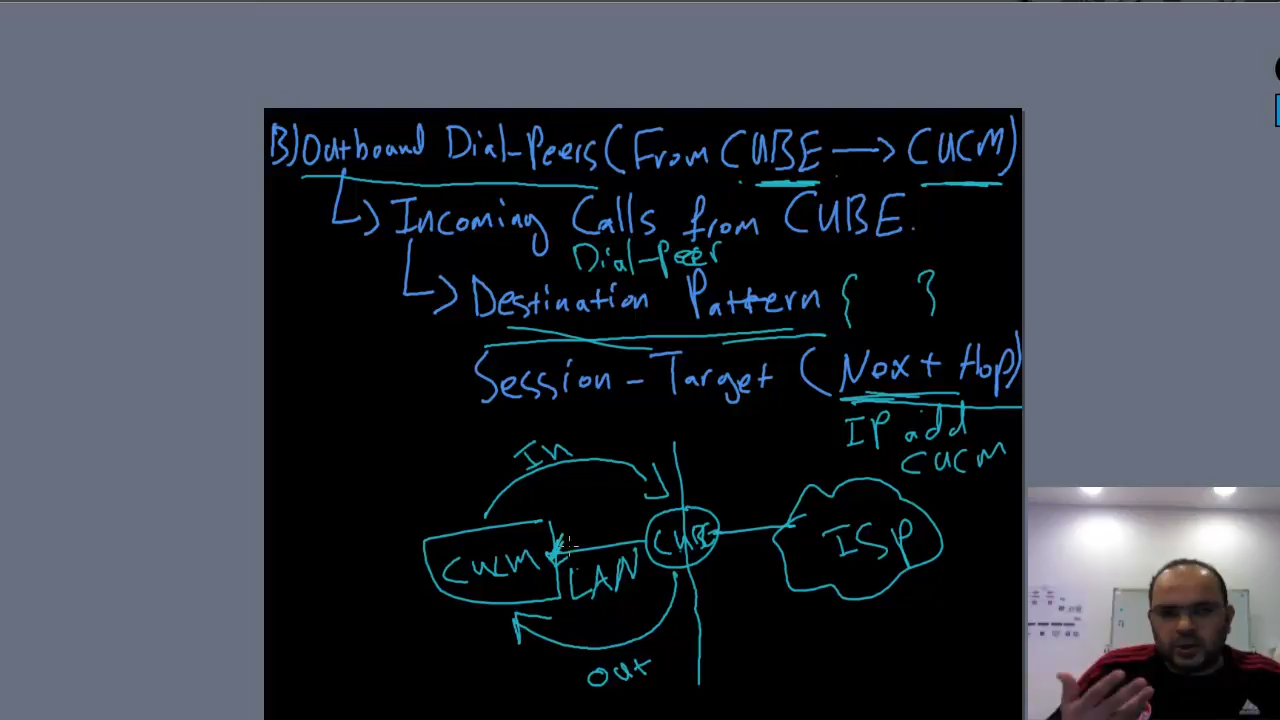 B) Outbound Dial-Peers (From CUBE → CUCM)
↳ Incoming Calls from CUBE.
Dial-Peer
↳ Destination Pattern { }
Session-Target (Next Hop)
IP add
CUCM
In
CUCM
LAN
CUBE
ISP
Out